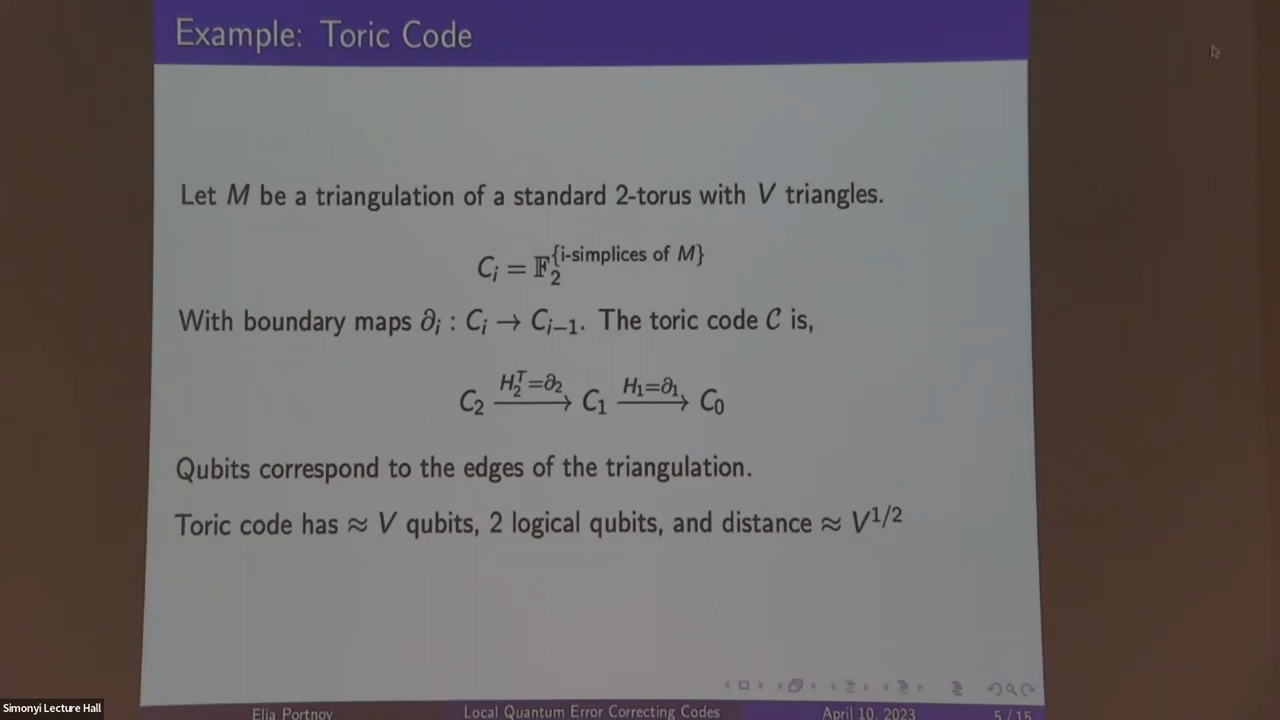 Example: Toric Code
Let M be a triangulation of a standard 2-torus with V triangles.
C_i = 𝔽_2^{i-simplices of M}
With boundary maps ∂_i : C_i → C_{i−1}. The toric code 𝒞 is,
C_2 --H_2^T=∂_2--> C_1 --H_1=∂_1--> C_0
Qubits correspond to the edges of the triangulation.
Toric code has ≈ V qubits, 2 logical qubits, and distance ≈ V^{1/2}
Simonyi Lecture Hall
Elia Portnoy Local Quantum Error Correcting Codes April 10, 2023 5 / 15